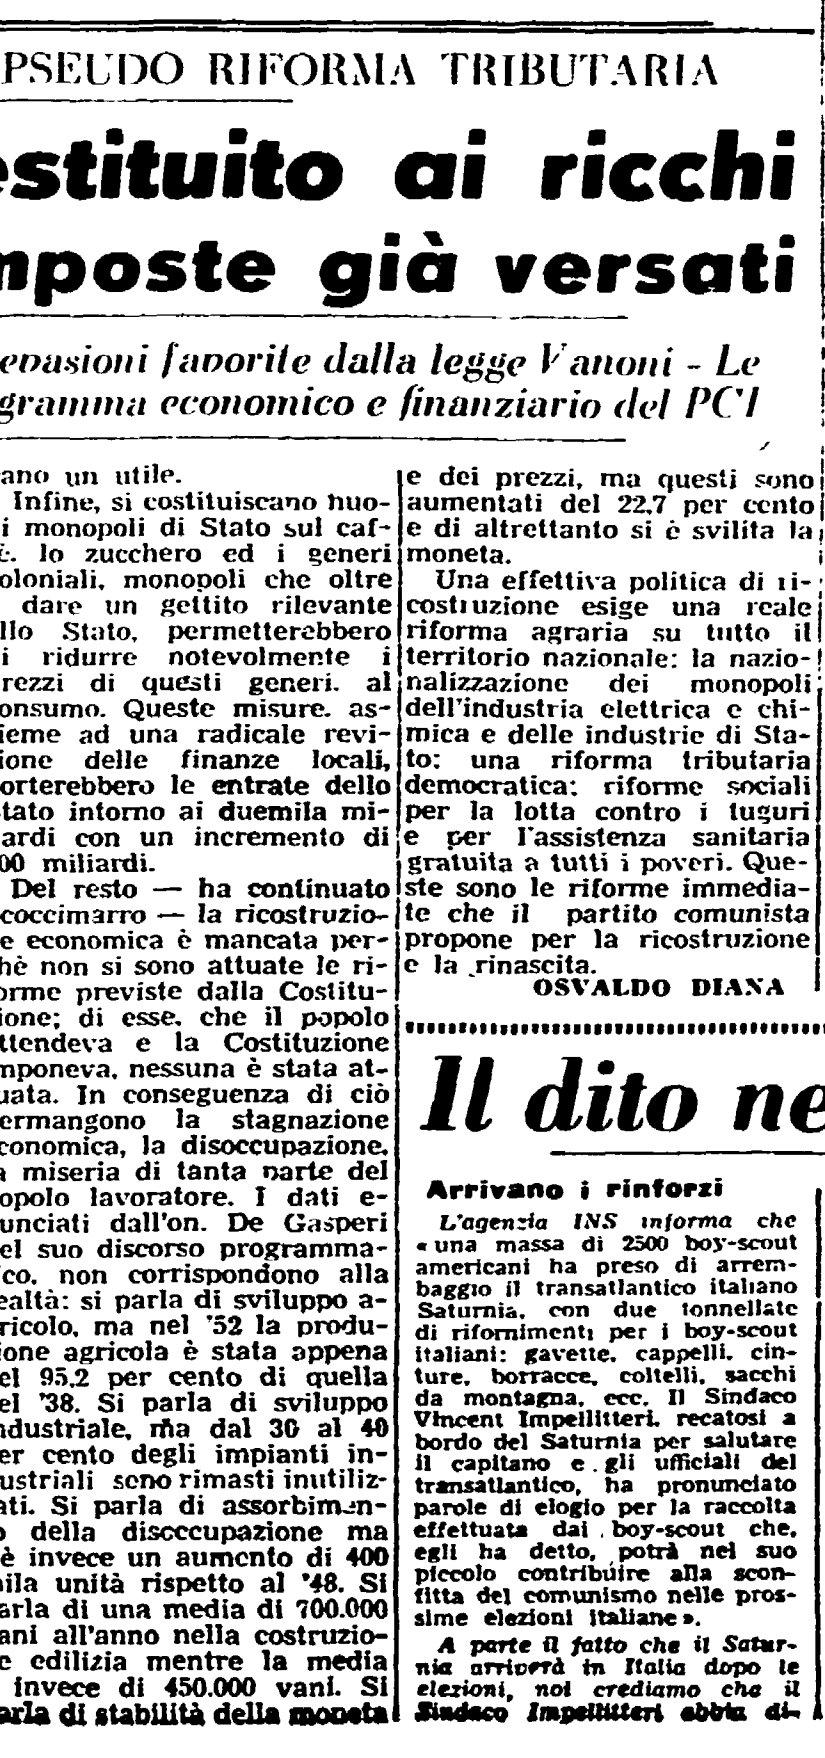 PSEUDO RIFORMA TRIBUTARIA
estituito ai ricchi
mposte già versati
evasioni favorite dalla legge Vanoni - Le
gramma economico e finanziario del PCI
ano un utile.
Infine, si costituiscano nuo-
i monopoli di Stato sul caf-
è. lo zucchero ed i generi
oloniali, monopoli che oltre
dare un gettito rilevante
llo Stato, permetterebbero
i ridurre notevolmente i
rezzi di questi generi. al
onsumo. Queste misure. as-
ieme ad una radicale revi-
ione delle finanze locali,
orterebbero le entrate dello
tato intorno ai duemila mi-
ardi con un incremento di
00 miliardi.
Del resto — ha continuato
coccimarro — la ricostruzio-
e economica è mancata per-
hè non si sono attuate le ri-
orme previste dalla Costitu-
ione; di esse, che il popolo
ttendeva e la Costituzione
mponeva, nessuna è stata at-
uata. In conseguenza di ciò
ermangono la stagnazione
conomica, la disoccupazione,
a miseria di tanta parte del
opolo lavoratore. I dati e-
unciati dall'on. De Gasperi
el suo discorso programma-
ico, non corrispondono alla
ealtà: si parla di sviluppo a-
ricolo, ma nel '52 la produ-
ione agricola è stata appena
el 95,2 per cento di quella
el '38. Si parla di sviluppo
ndustriale, ma dal 30 al 40
er cento degli impianti in-
ustriali sono rimasti inutiliz-
ati. Si parla di assorbimen-
o della disoccupazione ma
è invece un aumento di 400
mila unità rispetto al '48. Si
arla di una media di 700.000
ani all'anno nella costruzio-
e edilizia mentre la media
invece di 450.000 vani. Si
arla di stabilità della moneta
e dei prezzi, ma questi sono
aumentati del 22,7 per cento
e di altrettanto si è svilita la
moneta.
Una effettiva politica di ri-
costruzione esige una reale
riforma agraria su tutto il
territorio nazionale: la nazio-
nalizzazione dei monopoli
dell'industria elettrica e chi-
mica e delle industrie di Sta-
to; una riforma tributaria
democratica; riforme sociali
per la lotta contro i tuguri
e per l'assistenza sanitaria
gratuita a tutti i poveri. Que-
ste sono le riforme immedia-
te che il partito comunista
propone per la ricostruzione
e la rinascita.
OSVALDO DIANA
Il dito ne
Arrivano i rinforzi
L'agenzia INS informa che
« una massa di 2500 boy-scout
americani ha preso di arrem-
baggio il transatlantico italiano
Saturnia, con due tonnellate
di rifornimenti per i boy-scout
italiani: gavette, cappelli, cin-
ture, borracce, coltelli, sacchi
da montagna, ecc. Il Sindaco
Vincent Impellitteri, recatosi a
bordo del Saturnia per salutare
il capitano e gli ufficiali del
transatlantico, ha pronunciato
parole di elogio per la raccolta
effettuata dai boy-scout che,
egli ha detto, potrà nel suo
piccolo contribuire alla scon-
fitta del comunismo nelle pros-
sime elezioni italiane ».
A parte il fatto che il Satur-
nia arriverà in Italia dopo le
elezioni, noi crediamo che il
Sindaco Impellitteri abbia di-